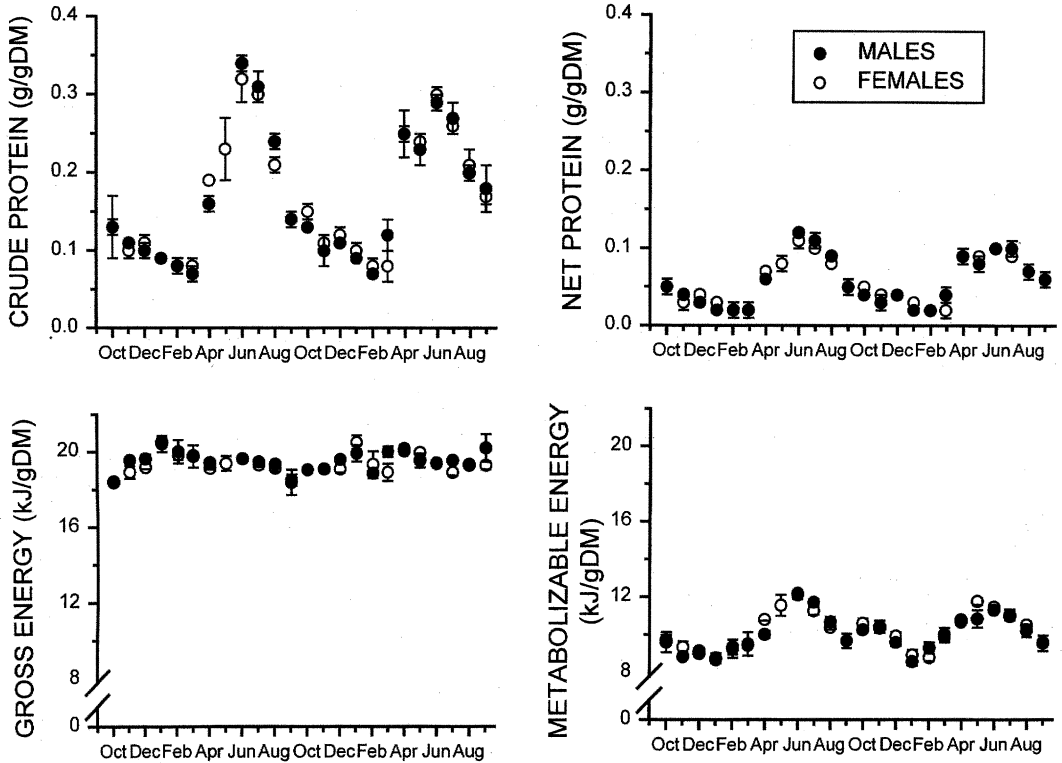 CRUDE PROTEIN (g/gDM)
0.4
0.3
0.2
0.1
0.0
Oct Dec Feb Apr Jun Aug Oct Dec Feb Apr Jun Aug
NET PROTEIN (g/gDM)
0.4
0.3
0.2
0.1
0.0
MALES
FEMALES
Oct Dec Feb Apr Jun Aug Oct Dec Feb Apr Jun Aug
GROSS ENERGY (kJ/gDM)
20
16
12
8
0
Oct Dec Feb Apr Jun Aug Oct Dec Feb Apr Jun Aug
METABOLIZABLE ENERGY
(kJ/gDM)
20
16
12
8
0
Oct Dec Feb Apr Jun Aug Oct Dec Feb Apr Jun Aug